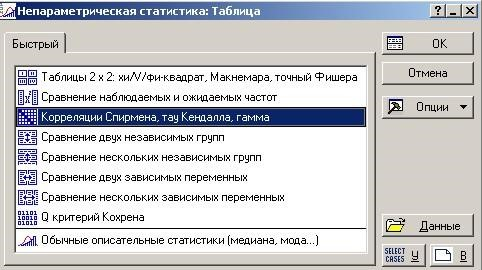 Непараметрическая статистика: Таблица
Быстрый
Таблицы 2 x 2: хи/V/фи-квадрат, Макнемара, точный Фишера
Сравнение наблюдаемых и ожидаемых частот
Корреляции Спирмена, тау Кендалла, гамма
Сравнение двух независимых групп
Сравнение нескольких независимых групп
Сравнение двух зависимых переменных
Сравнение нескольких зависимых переменных
Q критерий Кохрена
Обычные описательные статистики (медиана, мода...)
OK
Отмена
Опции
Данные
SELECT CASES У
В